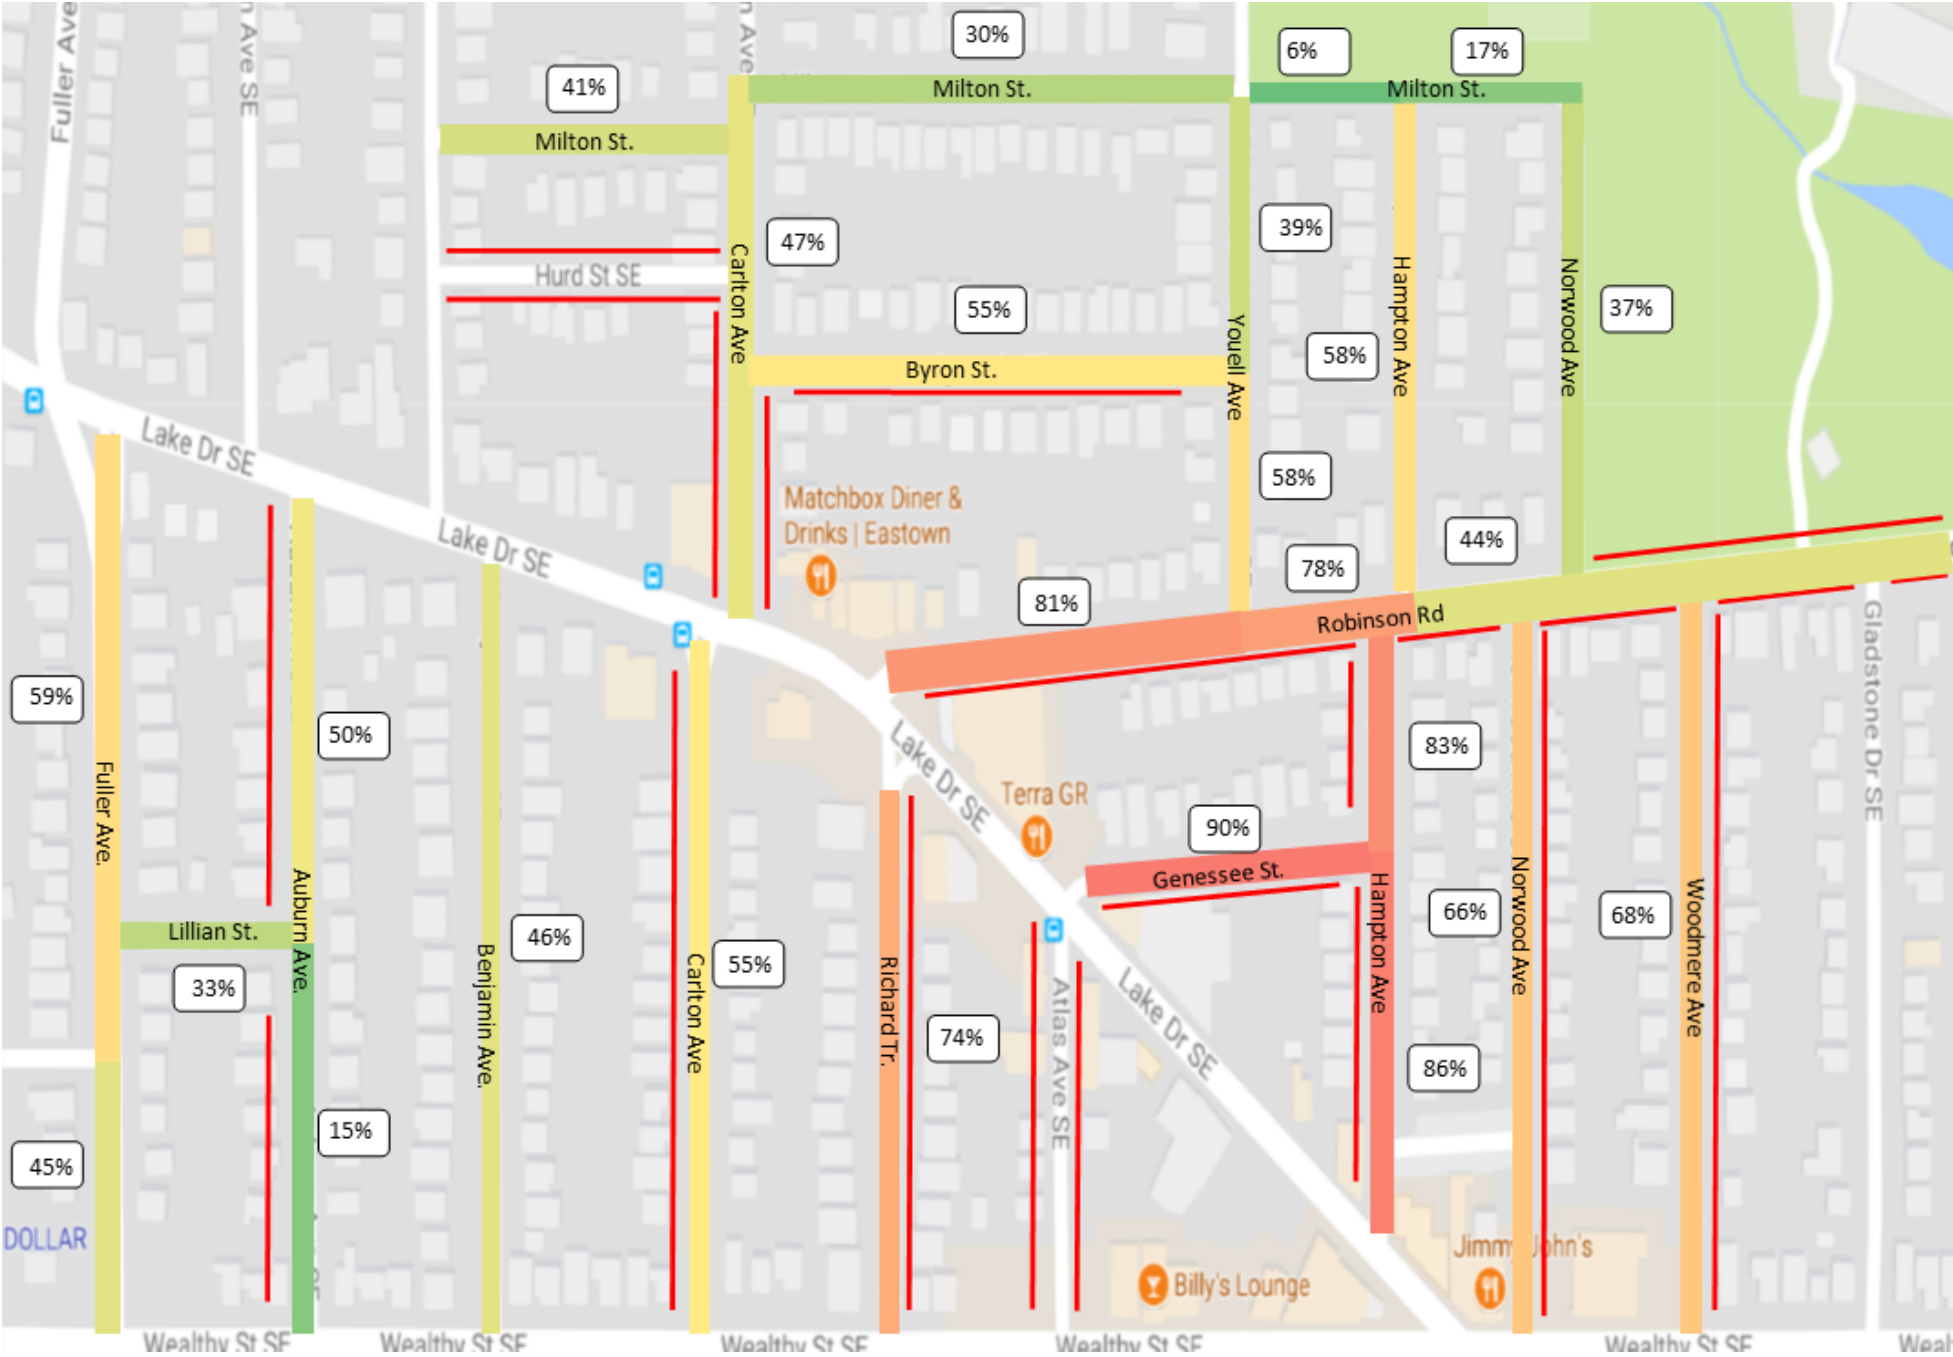 Fuller Ave
n Ave SE
n Ave
30%
6%
17%
41%
Milton St.
Milton St.
Milton St.
47%
39%
Hurd St SE
Carlton Ave
55%
Hampton Ave
Norwood Ave
37%
58%
Byron St.
Youell Ave
Lake Dr SE
58%
Matchbox Diner &
Drinks | Eastown
Lake Dr SE
44%
78%
81%
Robinson Rd
Gladstone Dr SE
59%
50%
83%
Lake Dr SE
Terra GR
Fuller Ave.
90%
Genessee St.
Auburn Ave.
Lillian St.
46%
Benjamin Ave.
Carlton Ave
55%
Richard Tr.
Hampton Ave
66%
Norwood Ave
68%
Woodmere Ave
33%
74%
Atlas Ave SE
Lake Dr SE
86%
15%
45%
DOLLAR
Jimmy John's
Billy's Lounge
Wealthy St SE
Wealthy St SE
Wealthy St SE
Wealthy St SE
Wealthy St SE
Weal